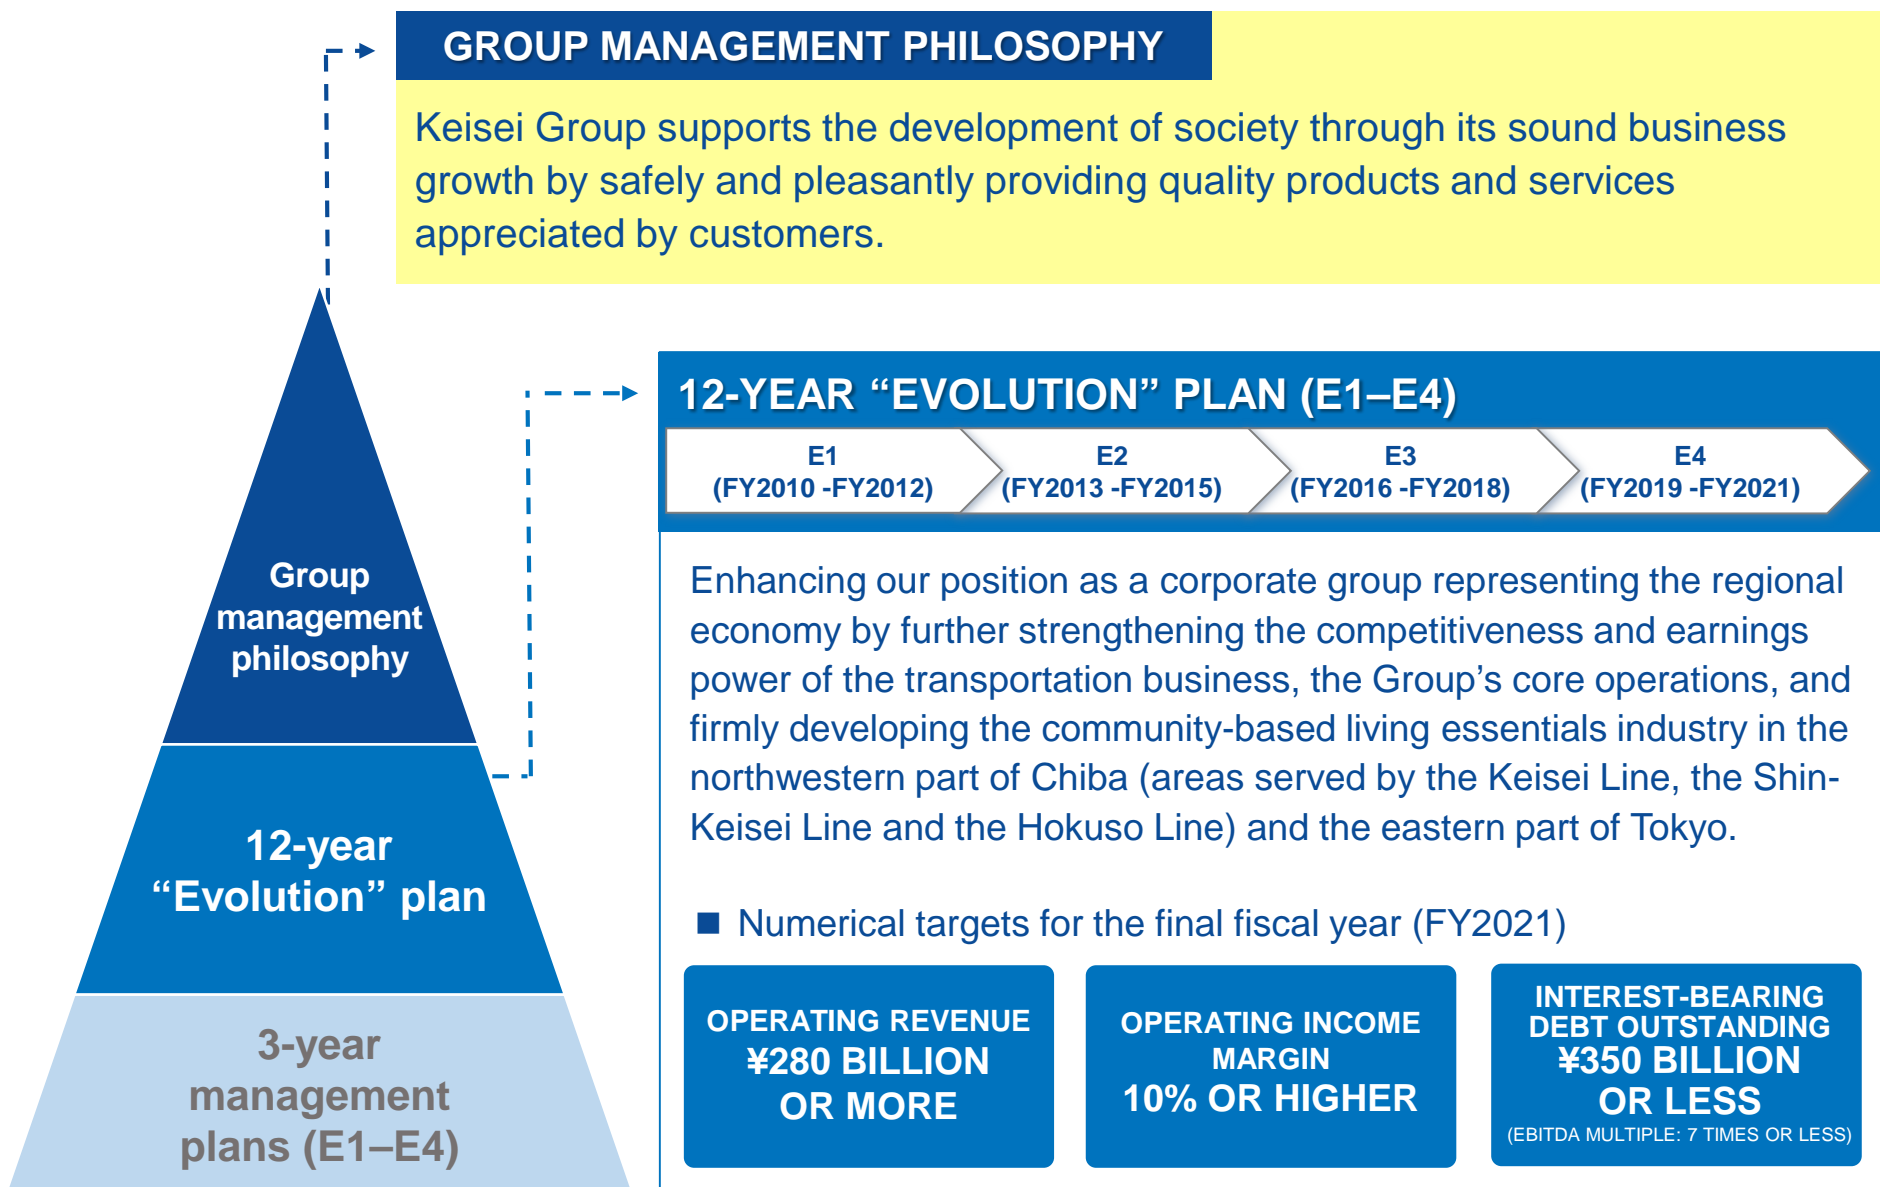 GROUP MANAGEMENT PHILOSOPHY
Keisei Group supports the development of society through its sound business
growth by safely and pleasantly providing quality products and services
appreciated by customers.
Group
management
philosophy
12-year
“Evolution” plan
3-year
management
plans (E1–E4)
12-YEAR “EVOLUTION” PLAN (E1–E4)
E1
(FY2010 -FY2012)
E2
(FY2013 -FY2015)
E3
(FY2016 -FY2018)
E4
(FY2019 -FY2021)
Enhancing our position as a corporate group representing the regional
economy by further strengthening the competitiveness and earnings
power of the transportation business, the Group’s core operations, and
firmly developing the community-based living essentials industry in the
northwestern part of Chiba (areas served by the Keisei Line, the Shin-
Keisei Line and the Hokuso Line) and the eastern part of Tokyo.
■ Numerical targets for the final fiscal year (FY2021)
OPERATING REVENUE
¥280 BILLION
OR MORE
OPERATING INCOME
MARGIN
10% OR HIGHER
INTEREST-BEARING
DEBT OUTSTANDING
¥350 BILLION
OR LESS
(EBITDA MULTIPLE: 7 TIMES OR LESS)